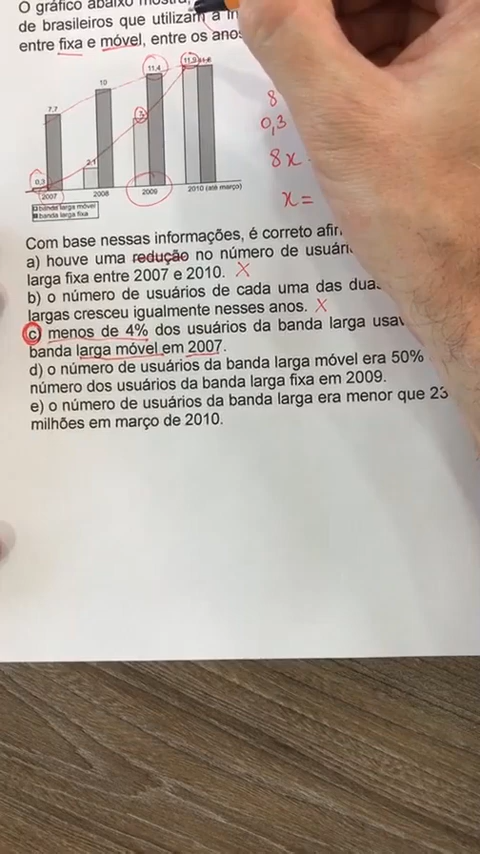 O gráfico abaixo mostra,
de brasileiros que utilizam a in
entre fixa e móvel, entre os anos
7,7
10
11,4
11,9
0,3
2,1
7
2007
2008
2009
2010 (até março)
banda larga móvel
banda larga fixa
8
0,3
8x
x =
Com base nessas informações, é correto afir
a) houve uma redução no número de usuári
larga fixa entre 2007 e 2010. X
b) o número de usuários de cada uma das duas
largas cresceu igualmente nesses anos. X
c) menos de 4% dos usuários da banda larga usav
banda larga móvel em 2007.
d) o número de usuários da banda larga móvel era 50%
número dos usuários da banda larga fixa em 2009.
e) o número de usuários da banda larga era menor que 23
milhões em março de 2010.